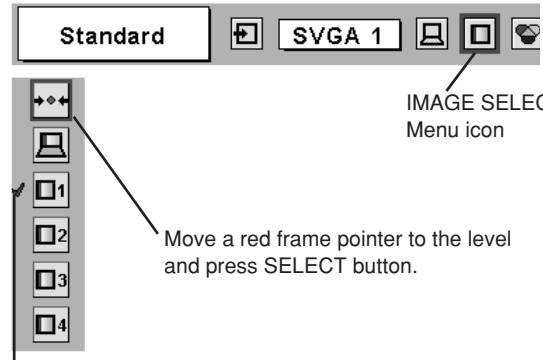 Standard
SVGA 1
IMAGE SELEC
Menu icon
1
Move a red frame pointer to the level
and press SELECT button.
2
3
4